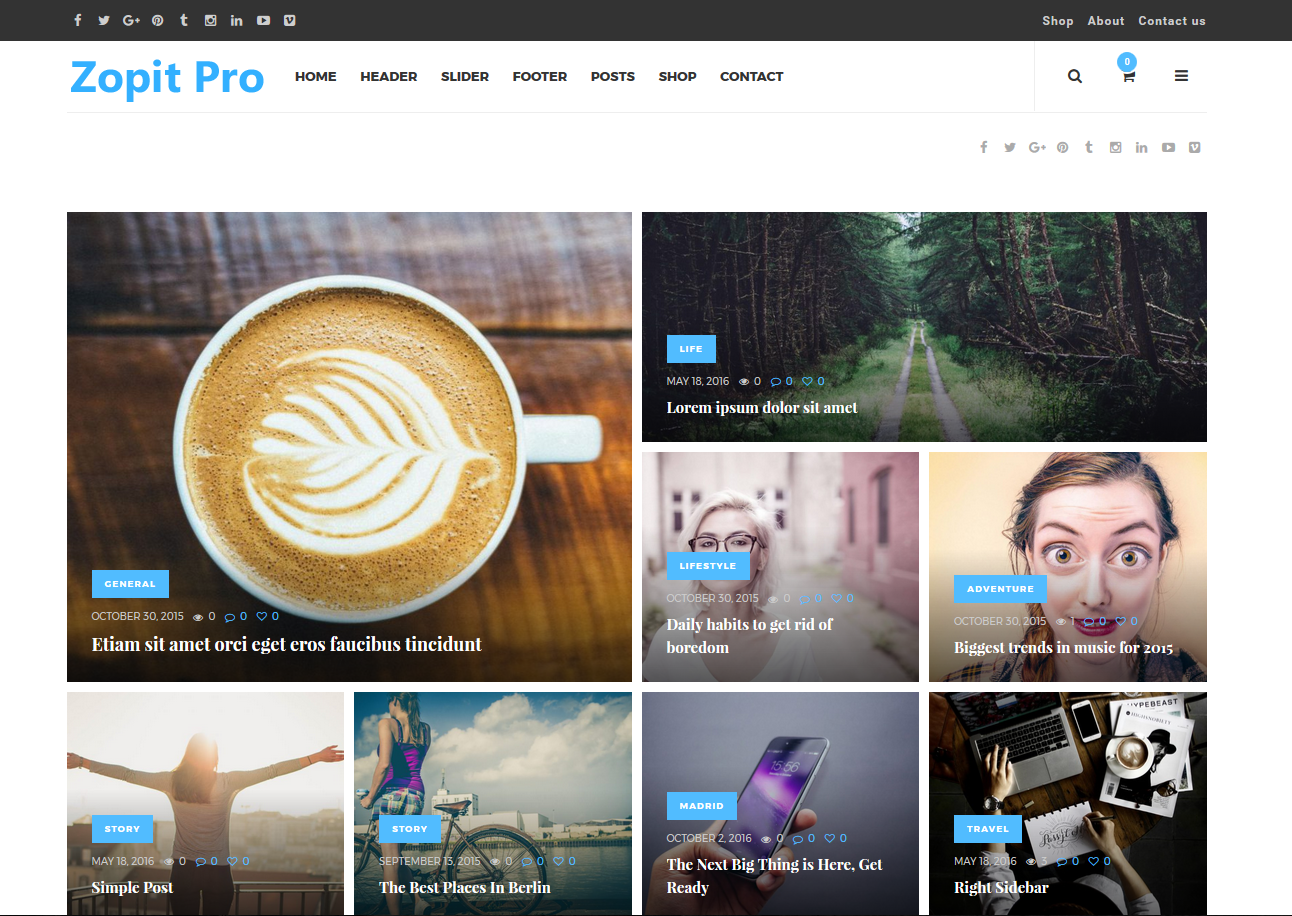 Shop About Contact us
Zopit Pro
HOME HEADER SLIDER FOOTER POSTS SHOP CONTACT
0
GENERAL
OCTOBER 30, 2015 0 0 0
Etiam sit amet orci eget eros faucibus tincidunt
LIFE
MAY 18, 2016 0 0 0
Lorem ipsum dolor sit amet
LIFESTYLE
OCTOBER 30, 2015 0 0 0
Daily habits to get rid of
boredom
ADVENTURE
OCTOBER 30, 2015 1 0 0
Biggest trends in music for 2015
STORY
MAY 18, 2016 0 0 0
Simple Post
STORY
SEPTEMBER 13, 2015 0 0 0
The Best Places In Berlin
15:56
MADRID
OCTOBER 2, 2016 0 0 0
The Next Big Thing is Here, Get
Ready
HYPEBEAST
TRAVEL
MAY 18, 2016 3 0 0
Right Sidebar